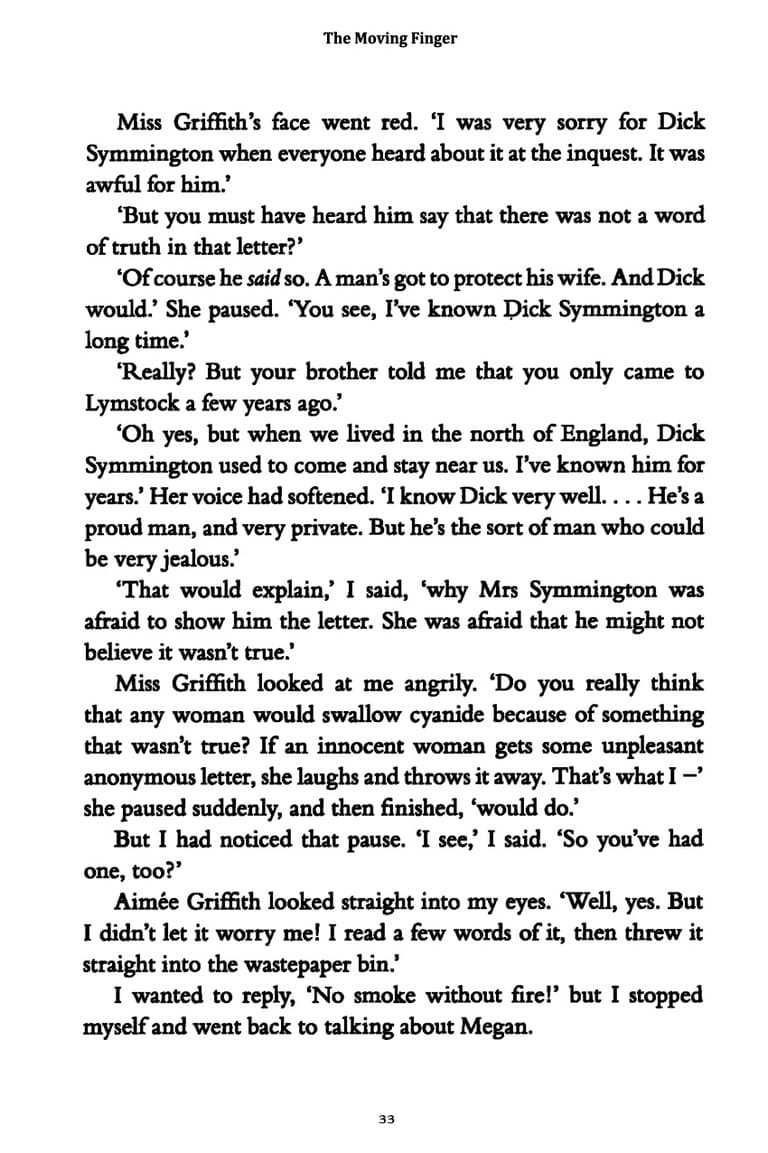 The Moving Finger
Miss Griffith's face went red. 'I was very sorry for Dick
Symmington when everyone heard about it at the inquest. It was
awful for him.'
'But you must have heard him say that there was not a word
of truth in that letter?'
'Of course he said so. A man's got to protect his wife. And Dick
would.' She paused. 'You see, I've known Dick Symmington a
long time.'
'Really? But your brother told me that you only came to
Lymstock a few years ago.'
'Oh yes, but when we lived in the north of England, Dick
Symmington used to come and stay near us. I've known him for
years.' Her voice had softened. 'I know Dick very well. . . . He's a
proud man, and very private. But he's the sort of man who could
be very jealous.'
'That would explain,' I said, 'why Mrs Symmington was
afraid to show him the letter. She was afraid that he might not
believe it wasn't true.'
Miss Griffith looked at me angrily. 'Do you really think
that any woman would swallow cyanide because of something
that wasn't true? If an innocent woman gets some unpleasant
anonymous letter, she laughs and throws it away. That's what I –'
she paused suddenly, and then finished, 'would do.'
But I had noticed that pause. 'I see,' I said. 'So you've had
one, too?'
Aimée Griffith looked straight into my eyes. 'Well, yes. But
I didn't let it worry me! I read a few words of it, then threw it
straight into the wastepaper bin.'
I wanted to reply, 'No smoke without fire!' but I stopped
myself and went back to talking about Megan.
33